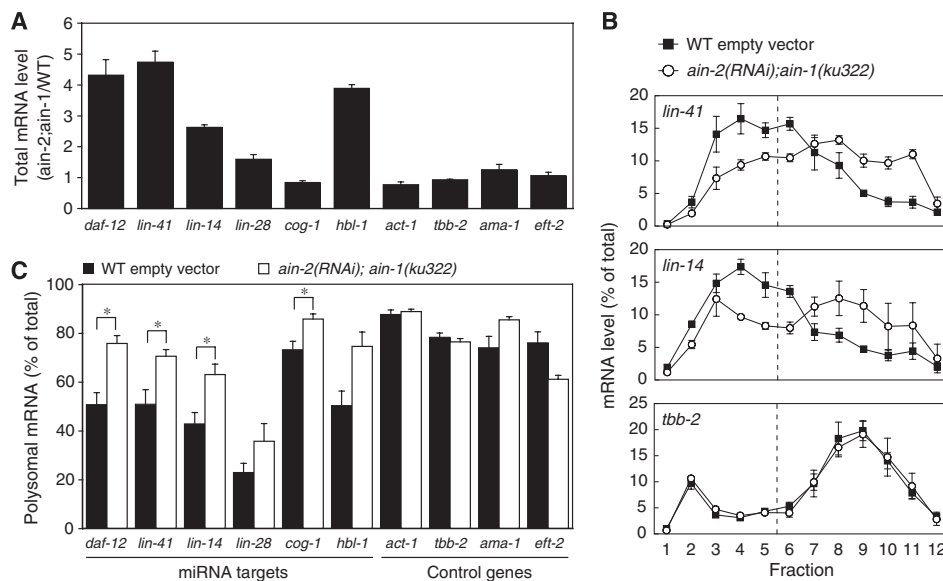 A
Total mRNA level
(ain-2;ain-1/WT)
6
5
4
3
2
1
0
daf-12 lin-41 lin-14 lin-28 cog-1 hbl-1 act-1 tbb-2 ama-1 eft-2
B
WT empty vector
ain-2(RNAi);ain-1(ku322)
mRNA level (% of total)
20
15
10
5
0
lin-41
20
15
10
5
0
lin-14
25
20
15
10
5
0
tbb-2
1 2 3 4 5 6 7 8 9 10 11 12
Fraction
C
WT empty vector
ain-2(RNAi); ain-1(ku322)
Polysomal mRNA (% of total)
100
80
60
40
20
0
* * * *
daf-12 lin-41 lin-14 lin-28 cog-1 hbl-1 act-1 tbb-2 ama-1 eft-2
miRNA targets Control genes